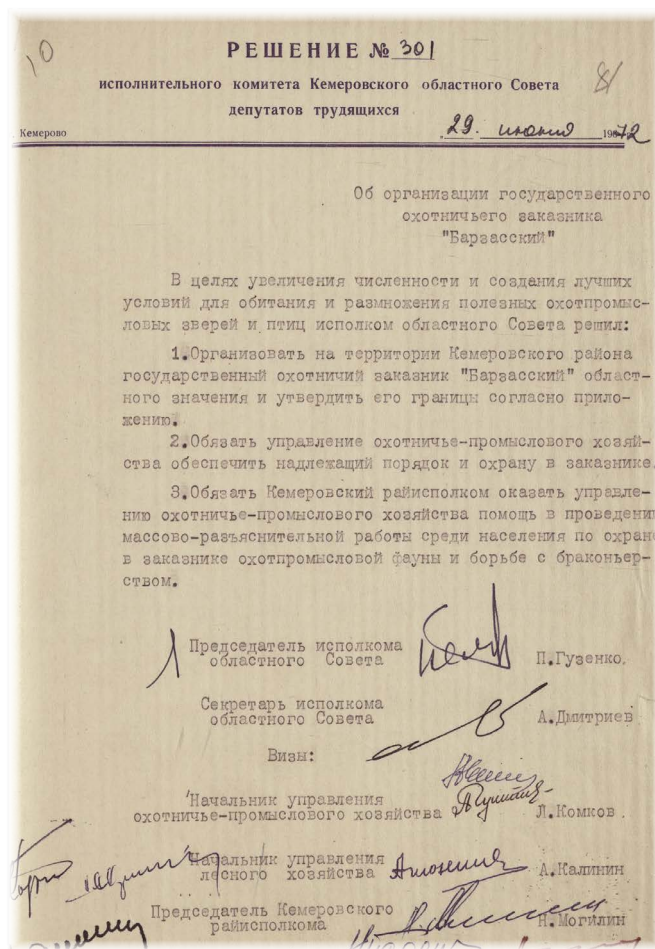 10
РЕШЕНИЕ № 301
81
исполнительного комитета Кемеровского областного Совета
депутатов трудящихся
Кемерово
29. июня 1972
Об организации государственного
охотничьего заказника
"Барзасский"
В целях увеличения численности и создания лучших
условий для обитания и размножения полезных охотпромыс-
ловых зверей и птиц исполком областного Совета решил:
1.Организовать на территории Кемеровского района
государственный охотничий заказник "Барзасский" област-
ного значения и утвердить его границы согласно прило-
жению.
2.Обязать управление охотничье-промыслового хозяй-
ства обеспечить надлежащий порядок и охрану в заказнике.
3.Обязать Кемеровский райисполком оказать управле-
нию охотничье-промыслового хозяйства помощь в проведени
массово-разъяснительной работы среди населения по охран
в заказнике охотпромысловой фауны и борьбе с браконьер-
ством.
Председатель исполкома
областного Совета П.Гузенко.
Секретарь исполкома
областного Совета А.Дмитриев
Визы:
Начальник управления
охотничье-промыслового хозяйства Л.Комков
Начальник управления
лесного хозяйства А.Калинин
Председатель Кемеровского
райисполкома Н.Могилин